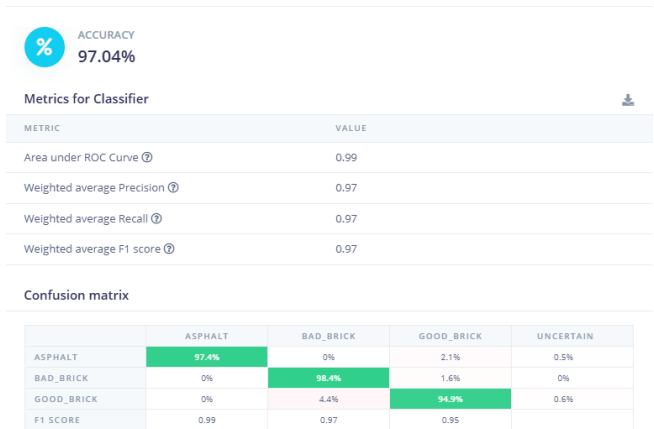 ACCURACY
97.04%
Metrics for Classifier
METRIC VALUE
Area under ROC Curve 0.99
Weighted average Precision 0.97
Weighted average Recall 0.97
Weighted average F1 score 0.97
Confusion matrix
ASPHALT BAD_BRICK GOOD_BRICK UNCERTAIN
ASPHALT 97.4% 0% 2.1% 0.5%
BAD_BRICK 0% 98.4% 1.6% 0%
GOOD_BRICK 0% 4.4% 94.9% 0.6%
F1 SCORE 0.99 0.97 0.95